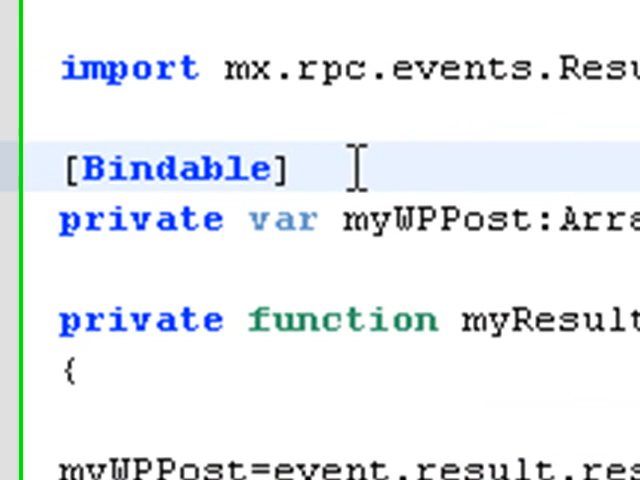 import mx.rpc.events.Resu
[Bindable]
private var myWPPost:Arra
private function myResult
{
myWPPost=event.result.res